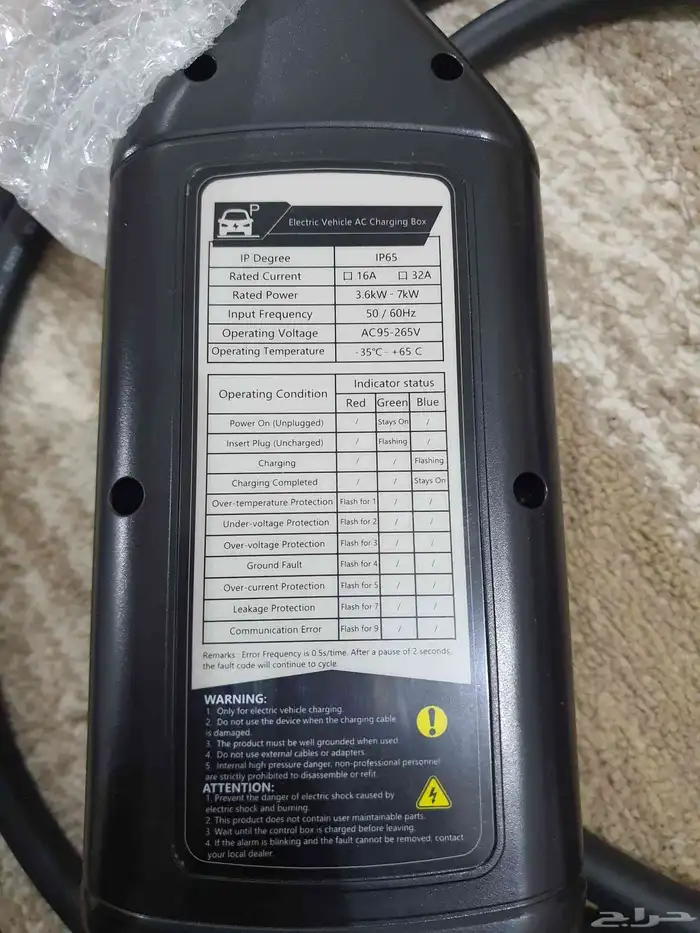 P
Electric Vehicle AC Charging Box
IP Degree IP65
Rated Current ☐ 16A ☐ 32A
Rated Power 3.6kW - 7kW
Input Frequency 50 / 60Hz
Operating Voltage AC95-265V
Operating Temperature -35℃ - +65 C
Operating Condition Indicator status
Red Green Blue
Power On (Unplugged) / Stays On /
Insert Plug (Uncharged) / Flashing /
Charging / / Flashing
Charging Completed / / Stays On
Over-temperature Protection Flash for 1 / /
Under-voltage Protection Flash for 2 / /
Over-voltage Protection Flash for 3 / /
Ground Fault Flash for 4 / /
Over-current Protection Flash for 5 / /
Leakage Protection Flash for 7 / /
Communication Error Flash for 9 / /
Remarks : Error Frequency is 0.5s/time. After a pause of 2 seconds,
the fault code will continue to cycle.
WARNING:
1. Only for electric vehicle charging.
2. Do not use the device when the charging cable
is damaged.
3. The product must be well grounded when used.
4. Do not use external cables or adapters.
5. Internal high pressure danger, non-professional personnel
are strictly prohibited to disassemble or refit.
ATTENTION:
1. Prevent the danger of electric shock caused by
electric shock and burning.
2. This product does not contain user maintainable parts.
3. Wait until the control box is charged before leaving.
4. If the alarm is blinking and the fault cannot be removed, contact
your local dealer.
حراج